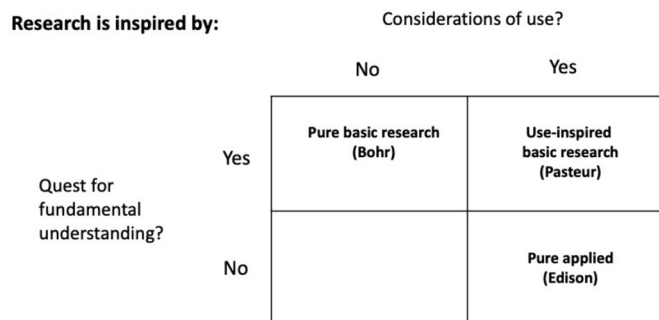 Research is inspired by:
Considerations of use?
No
Yes
Quest for
fundamental
understanding?
Yes
Pure basic research
(Bohr)
Use-inspired
basic research
(Pasteur)
No
Pure applied
(Edison)